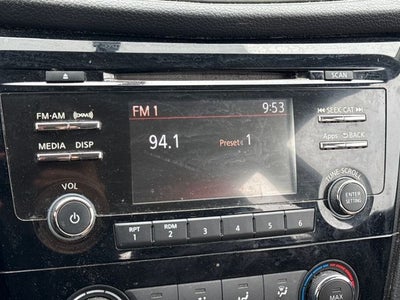 SCAN
FM·AM (xm)
FM 1 9:53
SEEK·CAT
MEDIA DISP
94.1 Preset 1
Apps BACK
VOL
TUNE·SCROLL
ENTER
SETTING
RPT
1
RDM
2
3 4 5 6
MAX